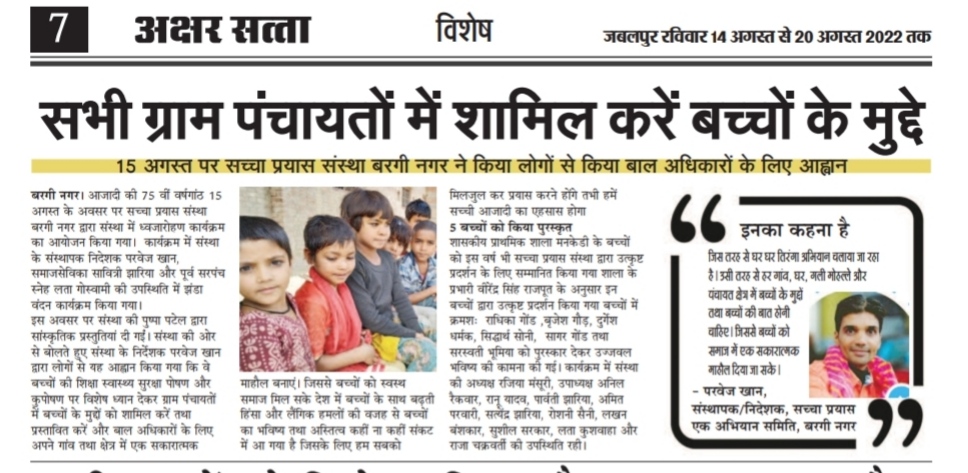 7
अक्षर सत्ता
विशेष
जबलपुर रविवार 14 अगस्त से 20 अगस्त 2022 तक
सभी ग्राम पंचायतों में शामिल करें बच्चों के मुद्दे
15 अगस्त पर सच्चा प्रयास संस्था बरगी नगर ने किया लोगों से किया बाल अधिकारों के लिए आह्वान
बरगी नगर। आजादी की 75 वीं वर्षगांठ 15
अगस्त के अवसर पर सच्चा प्रयास संस्था
बरगी नगर द्वारा संस्था में ध्वजारोहण कार्यक्रम
का आयोजन किया गया। कार्यक्रम में संस्था
के संस्थापक निदेशक परवेज खान,
समाजसेविका सावित्री झारिया और पूर्व सरपंच
स्नेह लता गोस्वामी की उपस्थिति में झंडा
वंदन कार्यक्रम किया गया।
इस अवसर पर संस्था की पुष्पा पटेल द्वारा
सांस्कृतिक प्रस्तुतियां दी गईं। संस्था की ओर
से बोलते हुए संस्था के निर्देशक परवेज खान
द्वारा लोगों से यह आह्वान किया गया कि वे
बच्चों की शिक्षा स्वास्थ्य सुरक्षा पोषण और
कुपोषण पर विशेष ध्यान देकर ग्राम पंचायतों
में बच्चों के मुद्दों को शामिल करें तथा
प्रस्तावित करें और बाल अधिकारों के लिए
अपने गांव तथा क्षेत्र में एक सकारात्मक
माहौल बनाएं। जिससे बच्चों को स्वस्थ
समाज मिल सके देश में बच्चों के साथ बढ़ती
हिंसा और लैंगिक हमलों की वजह से बच्चों
का भविष्य तथा अस्तित्व कहीं ना कहीं संकट
में आ गया है जिसके लिए हम सबको
मिलजुल कर प्रयास करने होंगे तभी हमें
सच्ची आजादी का एहसास होगा
5 बच्चों को किया पुरस्कृत
शासकीय प्राथमिक शाला मनकेडी के बच्चों
को इस वर्ष भी सच्चा प्रयास संस्था द्वारा उत्कृष्ट
प्रदर्शन के लिए सम्मानित किया गया शाला के
प्रभारी वीरेंद्र सिंह राजपूत के अनुसार इन
बच्चों द्वारा उत्कृष्ट प्रदर्शन किया गया बच्चों में
क्रमशः राधिका गोंड ,बृजेश गौड़, दुर्गेश
धर्मक, सिद्धार्थ सोनी, सागर गोंड तथा
सरस्वती भूमिया को पुरस्कार देकर उज्जवल
भविष्य की कामना की गई। कार्यक्रम में संस्था
की अध्यक्ष रजिया मंसूरी, उपाध्यक्ष अनिल
रैकवार, रानू यादव, पार्वती झारिया, अमित
परवारी, सत्येंद्र झारिया, रोशनी सैनी, लखन
बंशकार, सुशील सरकार, लता कुशवाहा और
राजा चक्रवर्ती की उपस्थिति रही।
इनका कहना है
जिस तरह से घर घर तिरंगा अभियान चलाया जा रहा
है। उसी तरह से हर गांव, घर, गली मोहल्ले और
पंचायत क्षेत्र में बच्चों के मुद्दों
तथा बच्चों की बात होनी
चाहिए। जिससे बच्चों को
समाज में एक सकारात्मक
माहौल दिया जा सके।
– परवेज खान,
संस्थापक/निदेशक, सच्चा प्रयास
एक अभियान समिति, बरगी नगर